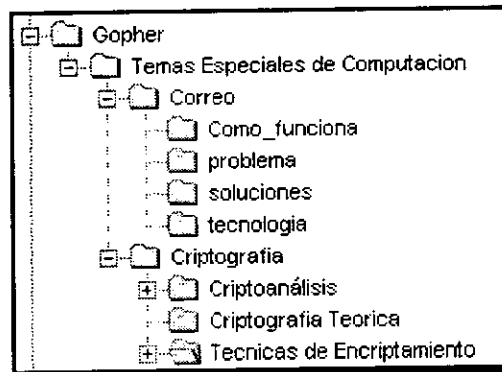 Gopher
Temas Especiales de Computacion
Correo
Como_funciona
problema
soluciones
tecnologia
Criptografia
Criptoanálisis
Criptografia Teorica
Tecnicas de Encriptamiento